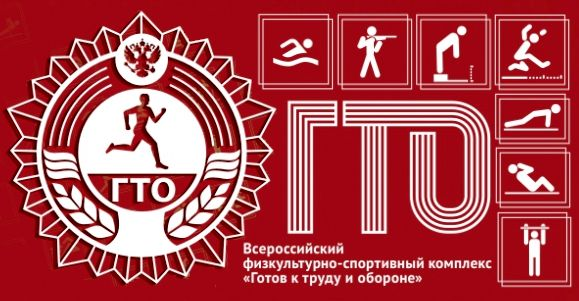 ГТО
ГТО
Всероссийский
физкультурно-спортивный комплекс
«Готов к труду и обороне»